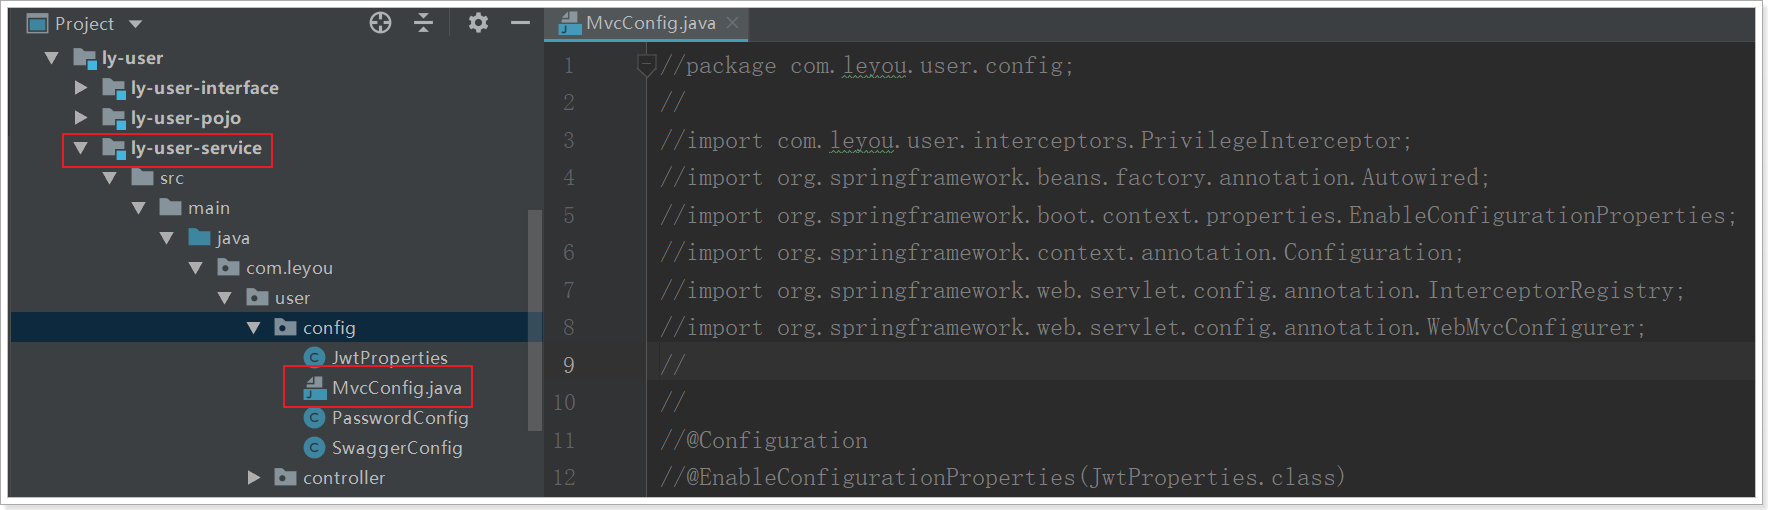 Project
ly-user
ly-user-interface
ly-user-pojo
ly-user-service
src
main
java
com.leyou
user
config
JwtProperties
MvcConfig.java
PasswordConfig
SwaggerConfig
controller
MvcConfig.java
1 //package com.leyou.user.config;
2 //
3 //import com.leyou.user.interceptors.PrivilegeInterceptor;
4 //import org.springframework.beans.factory.annotation.Autowired;
5 //import org.springframework.boot.context.properties.EnableConfigurationProperties;
6 //import org.springframework.context.annotation.Configuration;
7 //import org.springframework.web.servlet.config.annotation.InterceptorRegistry;
8 //import org.springframework.web.servlet.config.annotation.WebMvcConfigurer;
9 //
10 //
11 //@Configuration
12 //@EnableConfigurationProperties(JwtProperties.class)